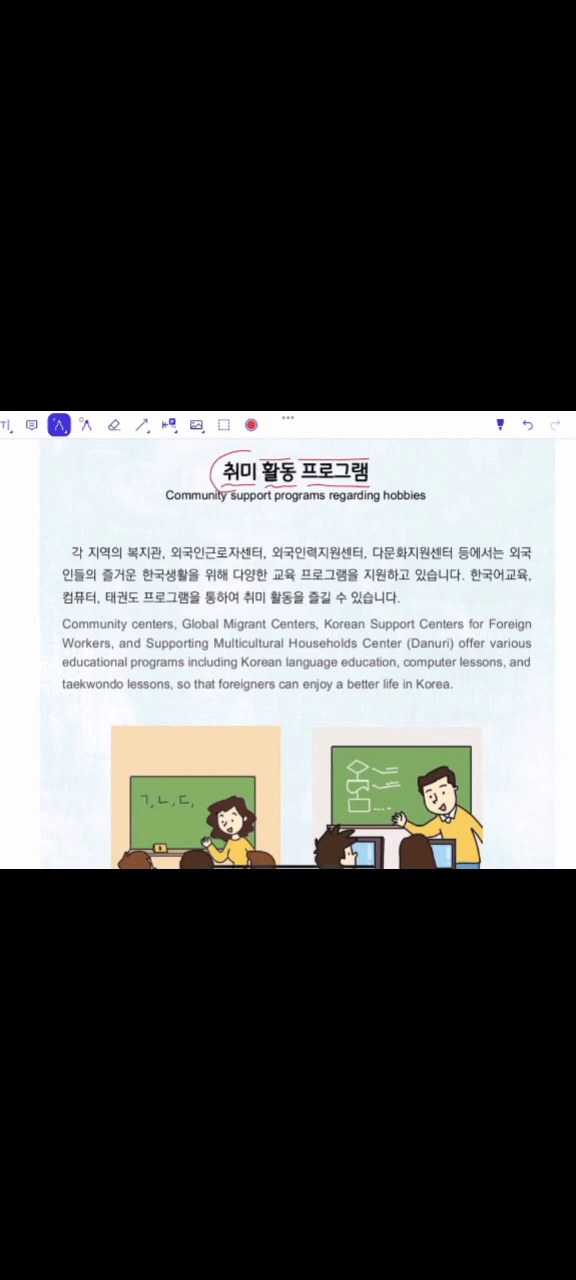 취미 활동 프로그램
Community support programs regarding hobbies
각 지역의 복지관, 외국인근로자센터, 외국인력지원센터, 다문화지원센터 등에서는 외국
인들의 즐거운 한국생활을 위해 다양한 교육 프로그램을 지원하고 있습니다. 한국어교육,
컴퓨터, 태권도 프로그램을 통하여 취미 활동을 즐길 수 있습니다.
Community centers, Global Migrant Centers, Korean Support Centers for Foreign
Workers, and Supporting Multicultural Households Center (Danuri) offer various
educational programs including Korean language education, computer lessons, and
taekwondo lessons, so that foreigners can enjoy a better life in Korea.
ㄱ, ㄴ, ㄷ,